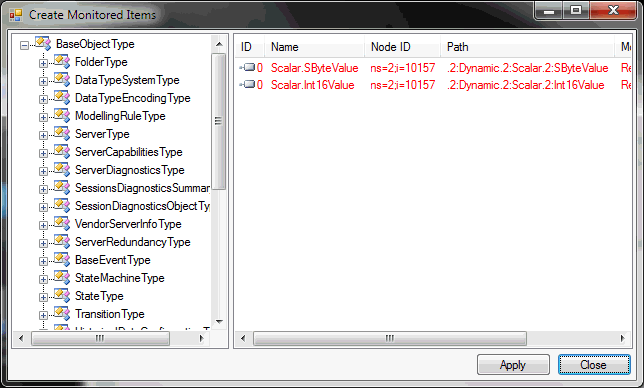 Create Monitored Items
BaseObjectType
FolderType
DataTypeSystemType
DataTypeEncodingType
ModellingRuleType
ServerType
ServerCapabilitiesType
ServerDiagnosticsType
SessionsDiagnosticsSummar
SessionDiagnosticsObjectTy
VendorServerInfoType
ServerRedundancyType
BaseEventType
StateMachineType
StateType
TransitionType
ID Name Node ID Path Mo
0 Scalar.SByteValue ns=2;i=10157 .2:Dynamic.2:Scalar.2:SByteValue Re
0 Scalar.Int16Value ns=2;i=10157 .2:Dynamic.2:Scalar.2:Int16Value Re
Apply Close